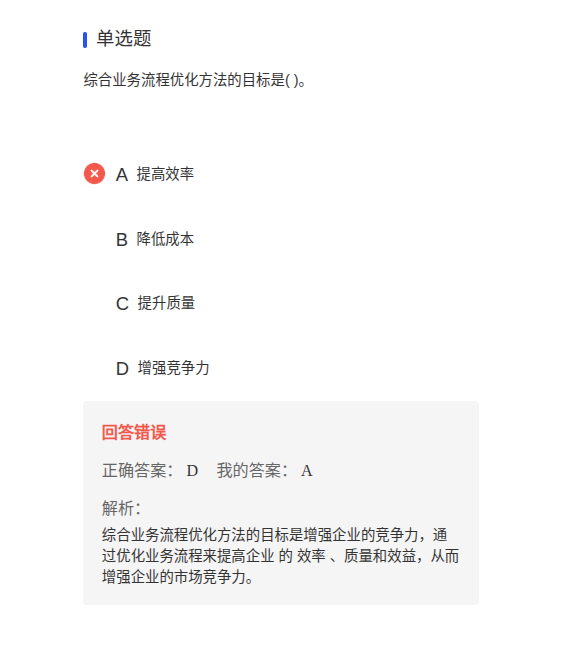 单选题
综合业务流程优化方法的目标是( )。
A 提高效率
B 降低成本
C 提升质量
D 增强竞争力
回答错误
正确答案： D 我的答案： A
解析：
综合业务流程优化方法的目标是增强企业的竞争力，通
过优化业务流程来提高企业 的 效率 、质量和效益，从而
增强企业的市场竞争力。